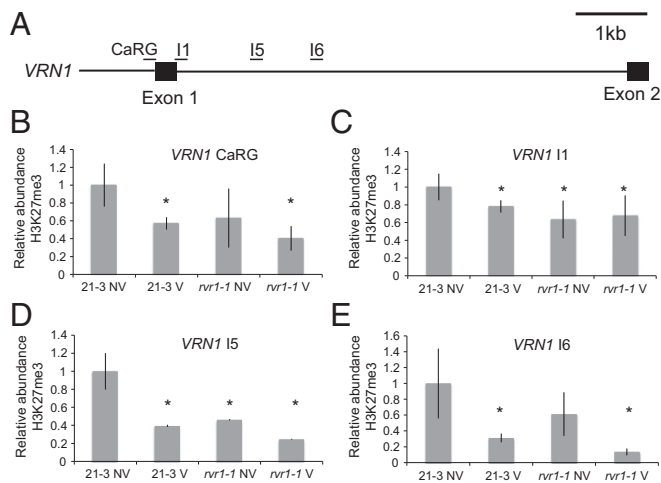 A
1kb
CaRG I1 I5 I6
VRN1
Exon 1 Exon 2
B
VRN1 CaRG
Relative abundance
H3K27me3
1.4
1.2
1
0.8
0.6
0.4
0.2
0
* *
21-3 NV 21-3 V rvr1-1 NV rvr1-1 V
C
VRN1 I1
Relative abundance
H3K27me3
1.4
1.2
1
0.8
0.6
0.4
0.2
0
* * *
21-3 NV 21-3 V rvr1-1 NV rvr1-1 V
D
VRN1 I5
Relative abundance
H3K27me3
1.4
1.2
1
0.8
0.6
0.4
0.2
0
* * *
21-3 NV 21-3 V rvr1-1 NV rvr1-1 V
E
VRN1 I6
Relative abundance
H3K27me3
1.6
1.4
1.2
1
0.8
0.6
0.4
0.2
0
* *
21-3 NV 21-3 V rvr1-1 NV rvr1-1 V